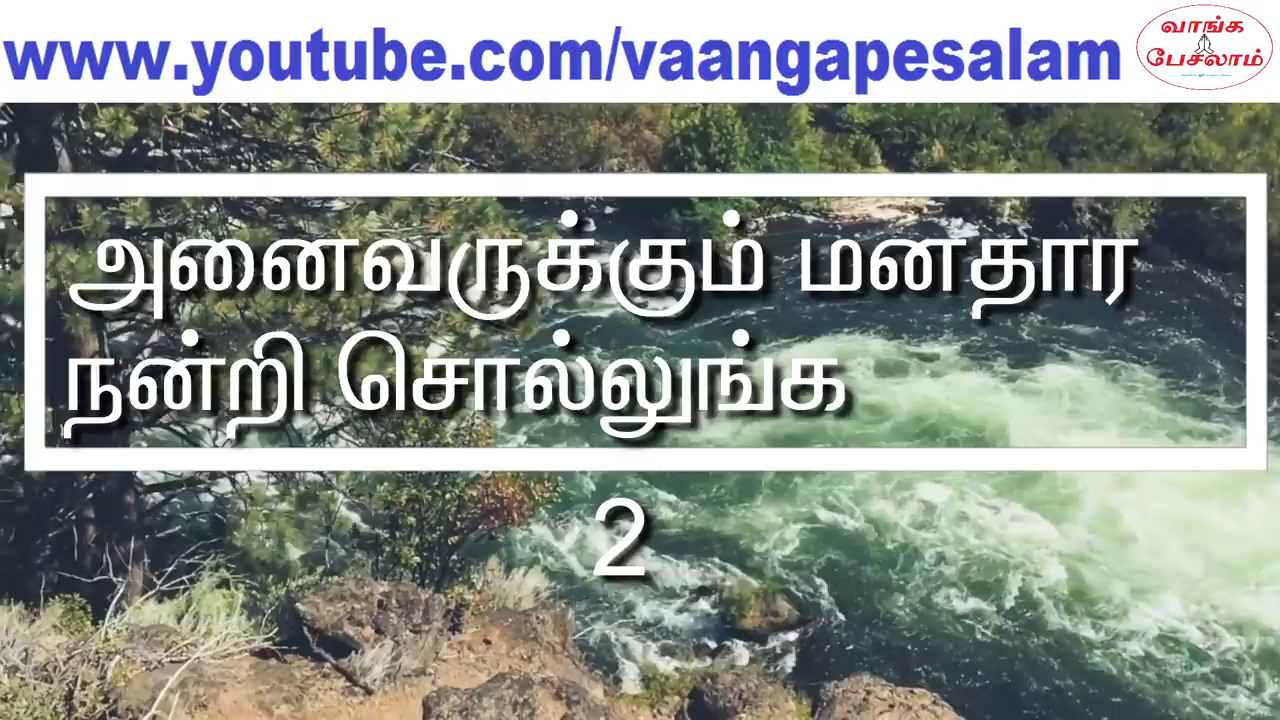 www.youtube.com/vaangapesalam
வாங்க
பேசலாம்
அனைவருக்கும் மனதார
நன்றி சொல்லுங்க
2